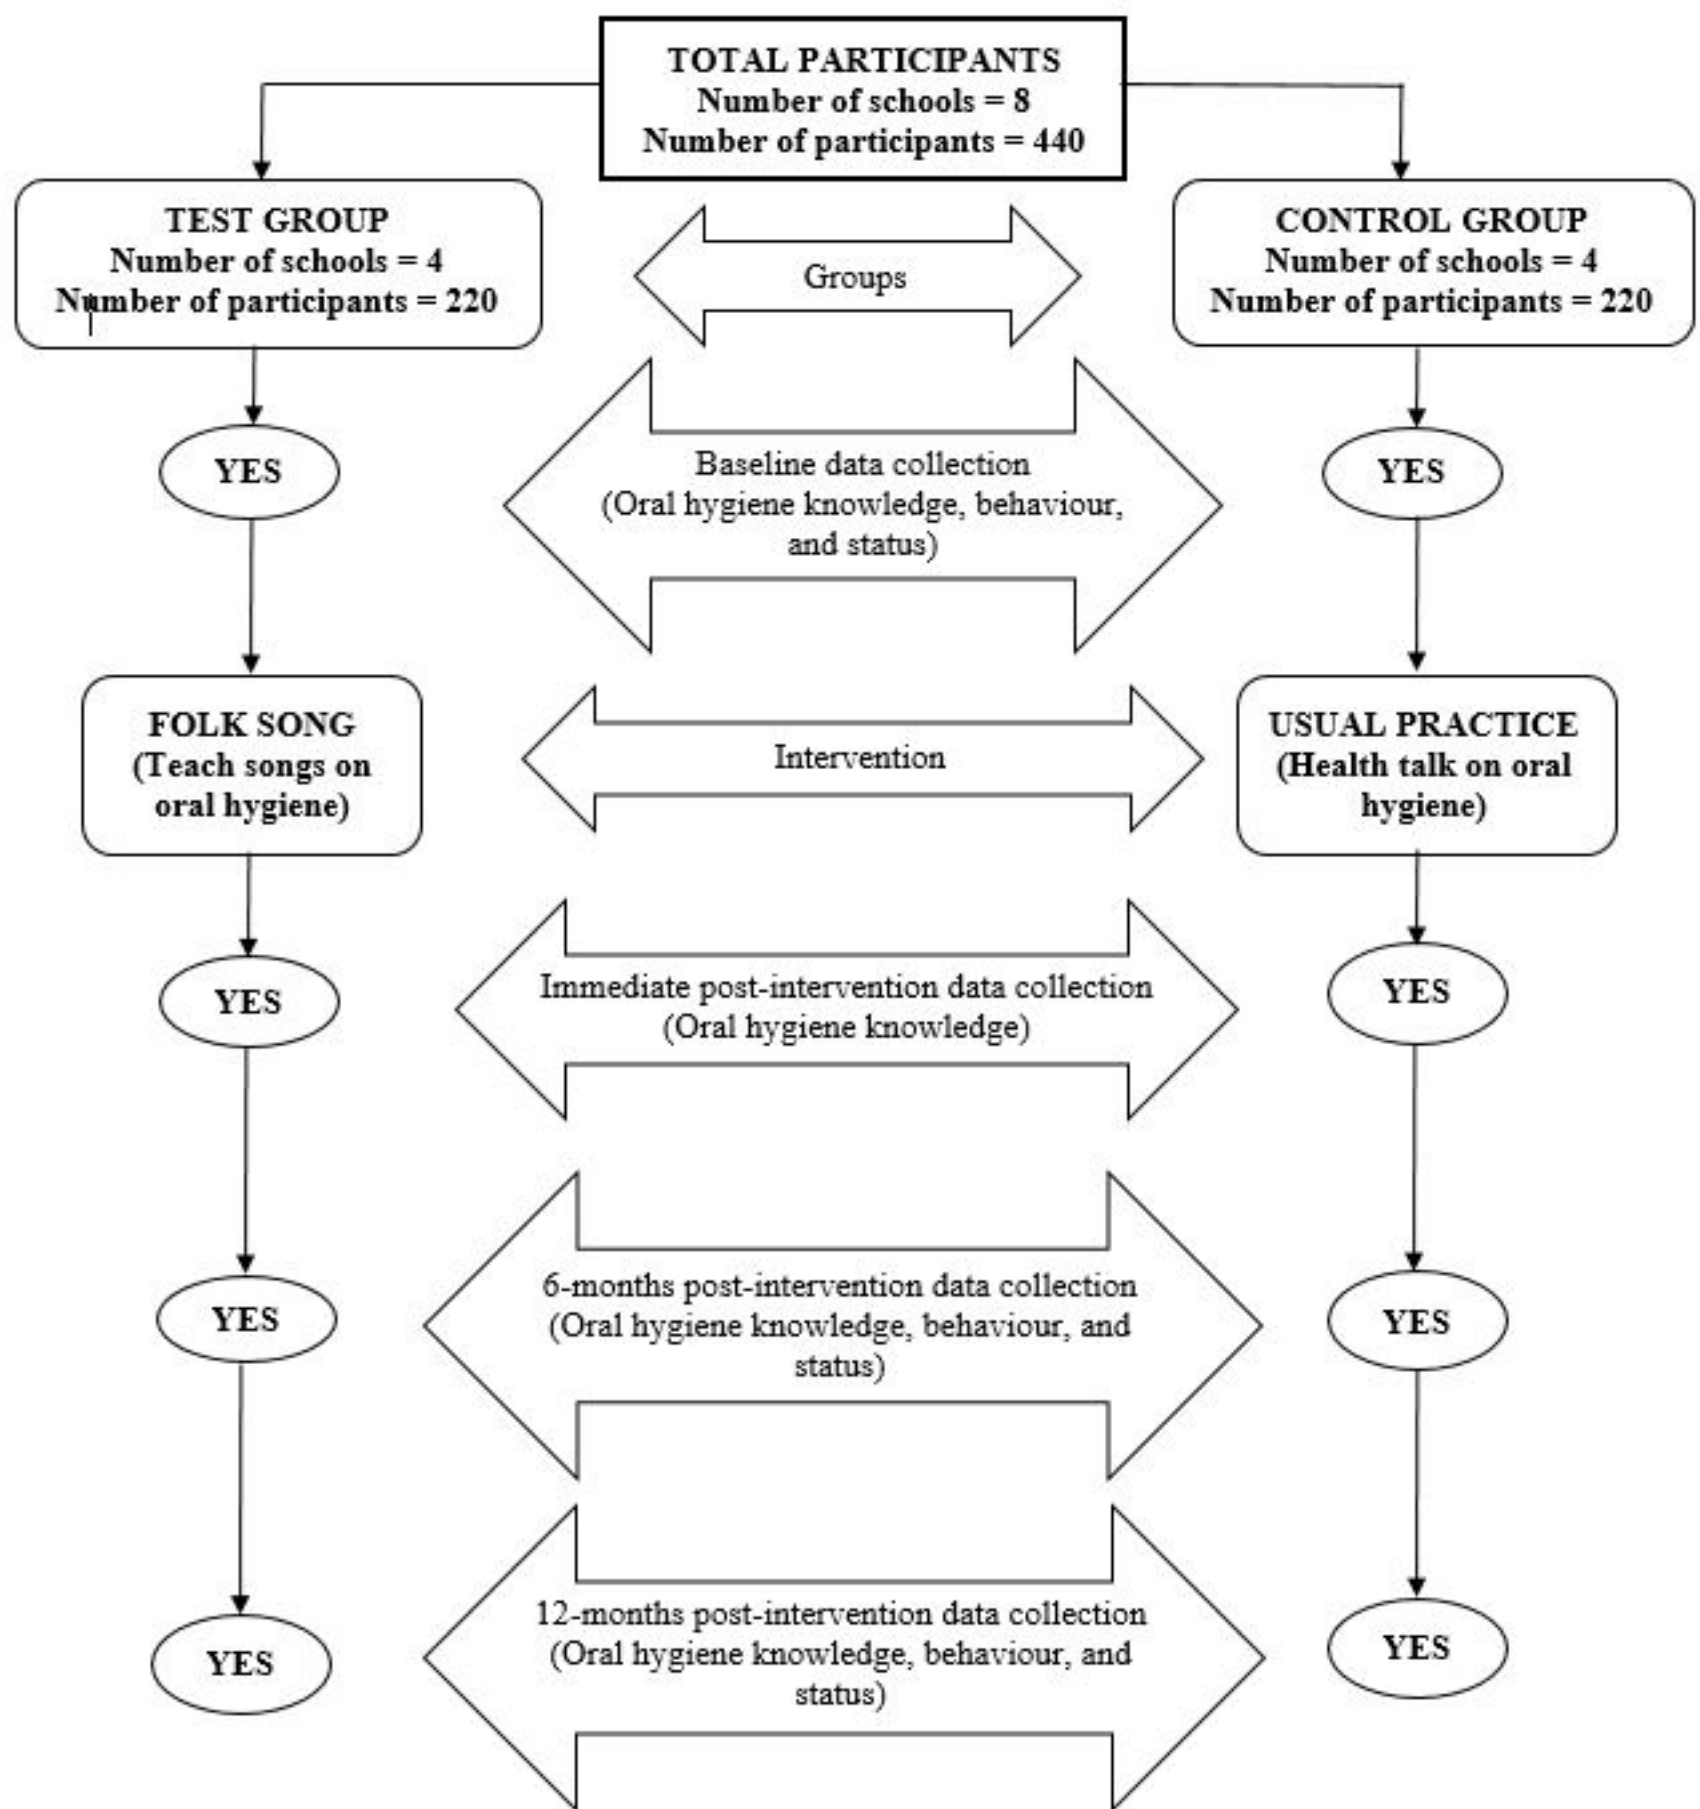 TOTAL PARTICIPANTS
Number of schools = 8
Number of participants = 440
TEST GROUP
Number of schools = 4
Number of participants = 220
Groups
CONTROL GROUP
Number of schools = 4
Number of participants = 220
YES
Baseline data collection
(Oral hygiene knowledge, behaviour,
and status)
YES
FOLK SONG
(Teach songs on
oral hygiene)
Intervention
USUAL PRACTICE
(Health talk on oral
hygiene)
YES
Immediate post-intervention data collection
(Oral hygiene knowledge)
YES
YES
6-months post-intervention data collection
(Oral hygiene knowledge, behaviour, and
status)
YES
YES
12-months post-intervention data collection
(Oral hygiene knowledge, behaviour, and
status)
YES